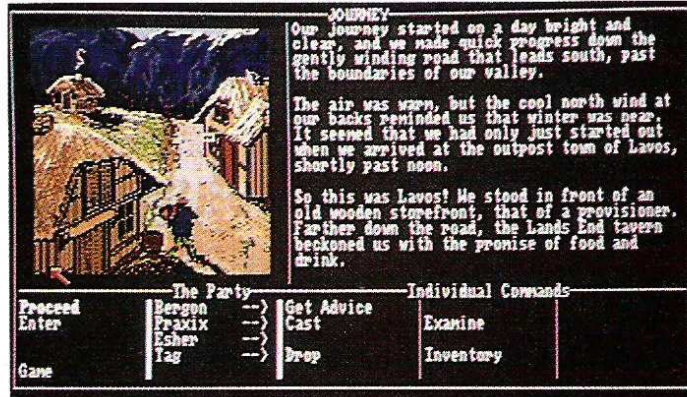 JOURNEY
Our journey started on a day bright and
clear, and we made quick progress down the
gently winding road that leads south, past
the boundaries of our valley.
The air was warm, but the cool north wind at
our backs reminded us that winter was near.
It seemed that we had only just started out
when we arrived at the outpost town of Lavos,
shortly past noon.
So this was Lavos! We stood in front of an
old wooden storefront, that of a provisioner.
Farther down the road, the Lands End tavern
beckoned us with the promise of food and
drink.
The Party Individual Commands
Proceed Bergon --> Get Advice
Enter Praxix --> Cast Examine
Esher -->
Tag --> Drop Inventory
Game